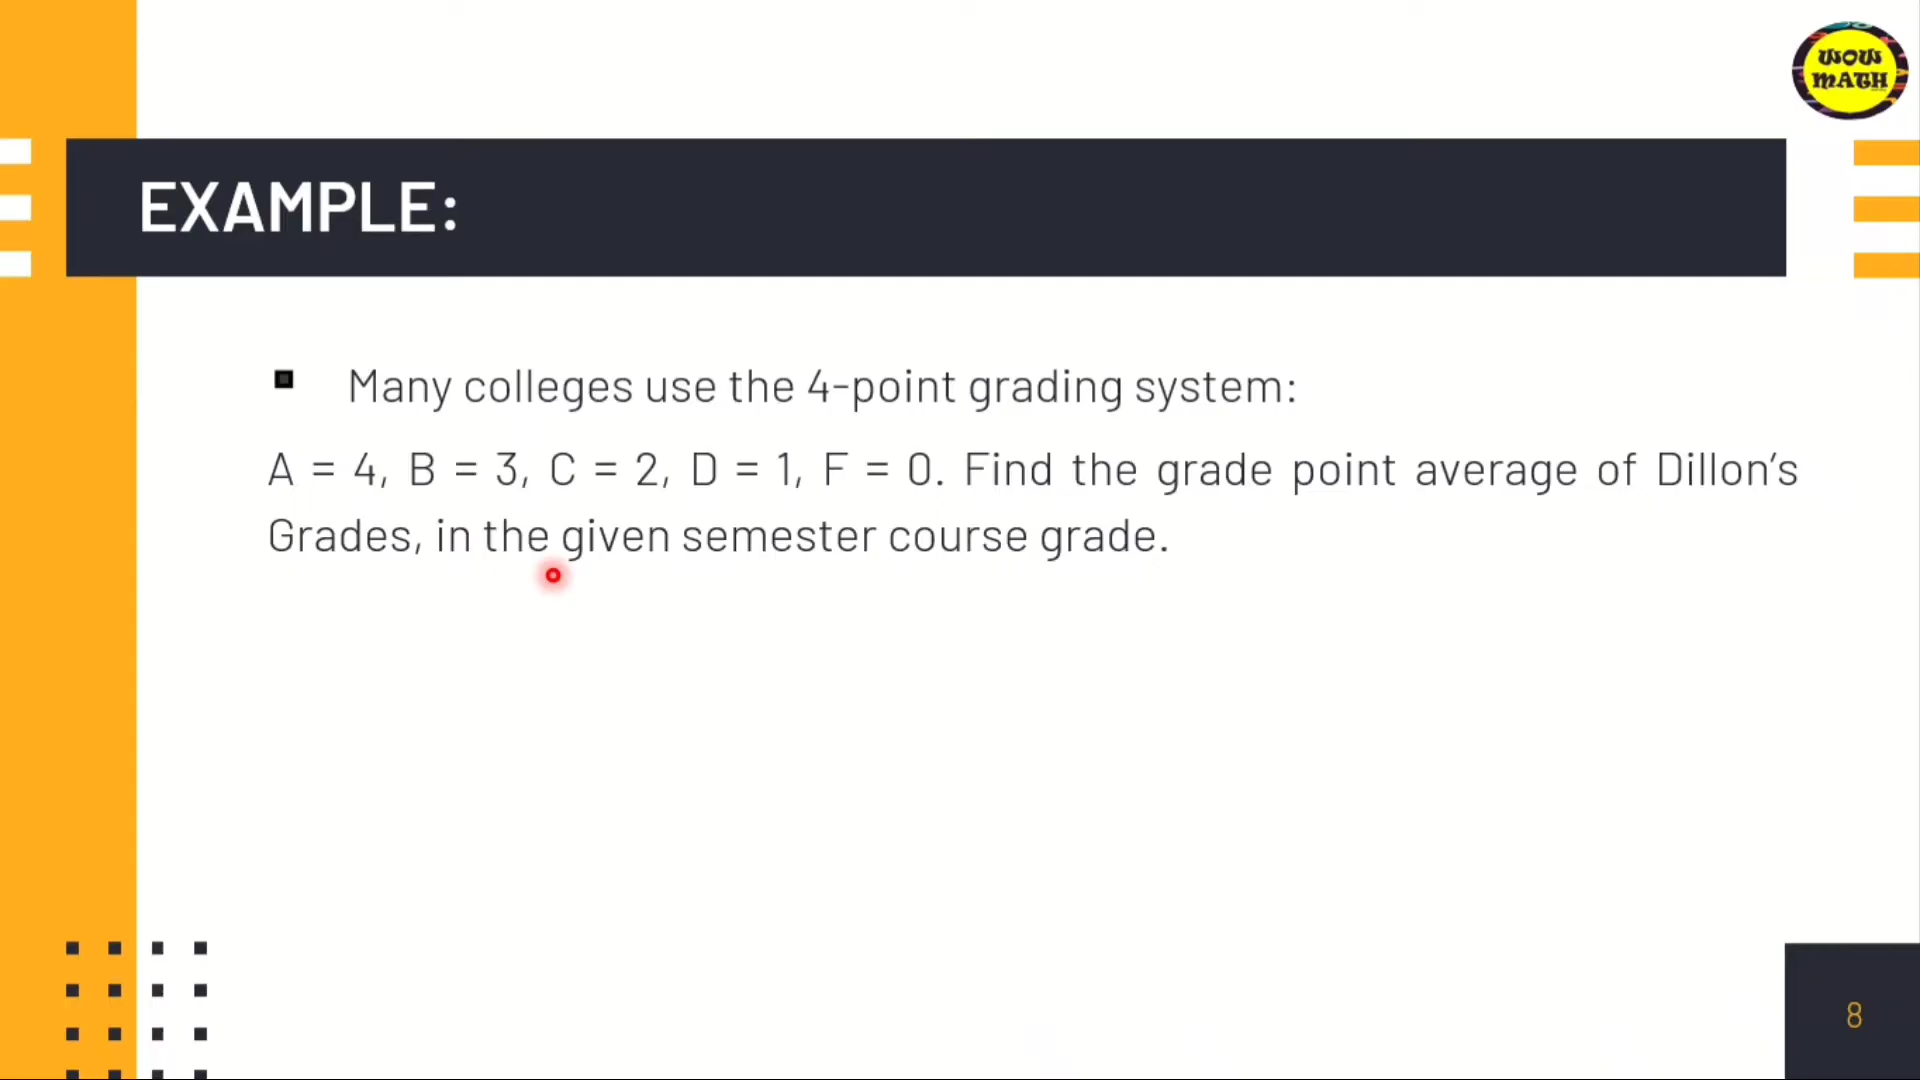 WOW
MATH
EXAMPLE:
Many colleges use the 4-point grading system:
A = 4, B = 3, C = 2, D = 1, F = 0. Find the grade point average of Dillon’s
Grades, in the given semester course grade.
8